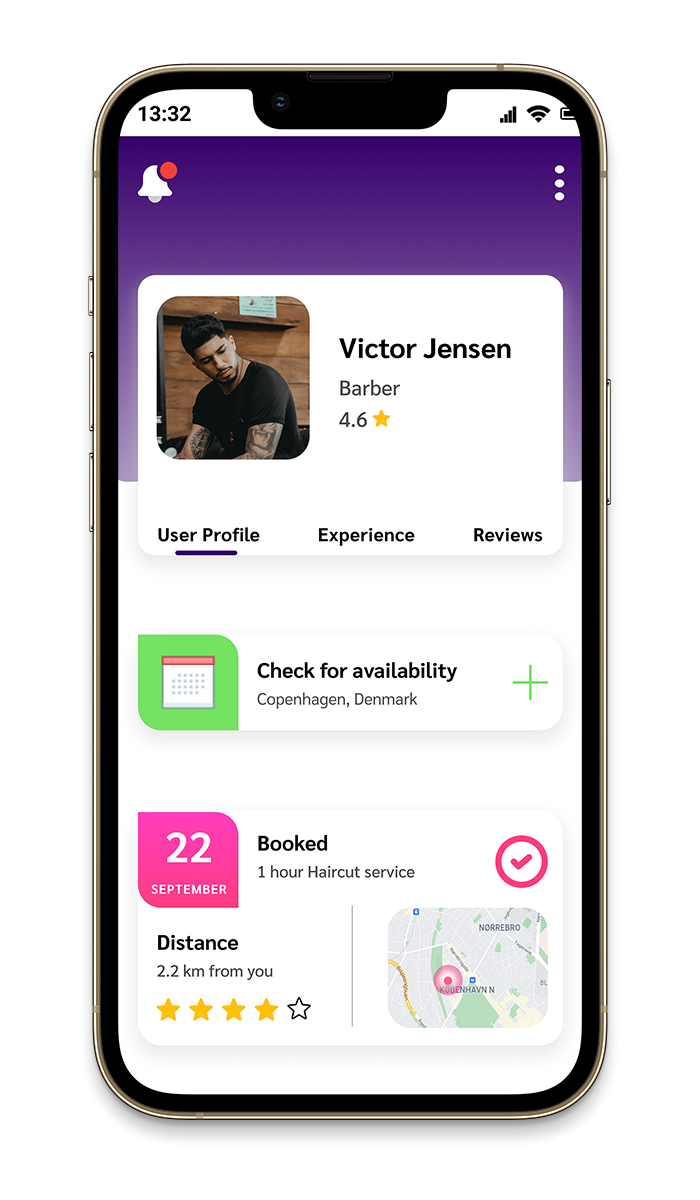 13:32
Victor Jensen
Barber
4.6
User Profile Experience Reviews
Check for availability
Copenhagen, Denmark
22
SEPTEMBER
Booked
1 hour Haircut service
Distance
2.2 km from you
NØRREBRO
KØBENHAVN N